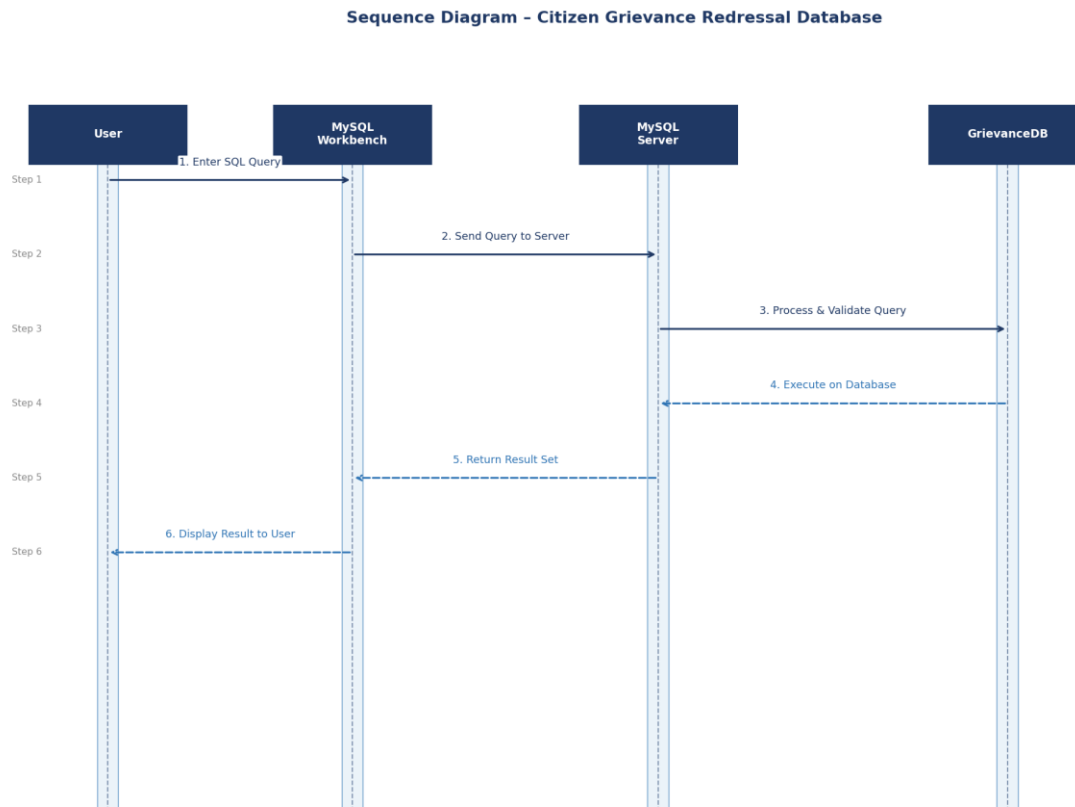 Sequence Diagram – Citizen Grievance Redressal Database
User
MySQL
Workbench
MySQL
Server
GrievanceDB
1. Enter SQL Query
Step 1
2. Send Query to Server
Step 2
3. Process & Validate Query
Step 3
4. Execute on Database
Step 4
5. Return Result Set
Step 5
6. Display Result to User
Step 6